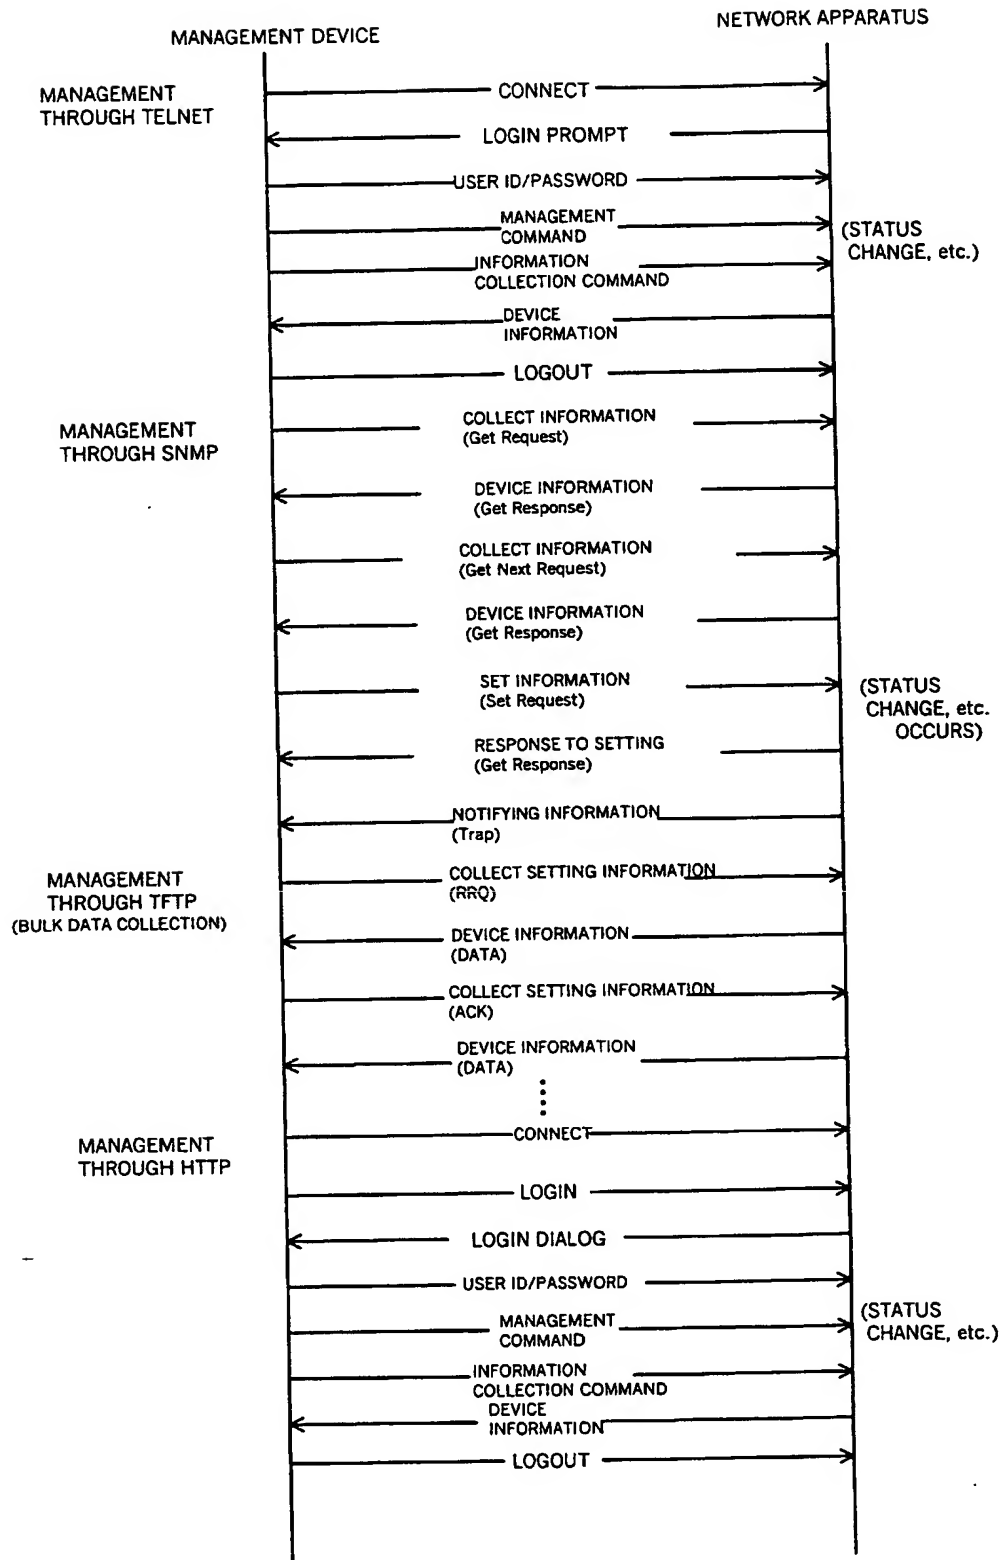 MANAGEMENT DEVICE
NETWORK APPARATUS
MANAGEMENT
THROUGH TELNET
CONNECT
LOGIN PROMPT
USER ID/PASSWORD
MANAGEMENT
COMMAND
(STATUS
CHANGE, etc.)
INFORMATION
COLLECTION COMMAND
DEVICE
INFORMATION
LOGOUT
MANAGEMENT
THROUGH SNMP
COLLECT INFORMATION
(Get Request)
DEVICE INFORMATION
(Get Response)
COLLECT INFORMATION
(Get Next Request)
DEVICE INFORMATION
(Get Response)
SET INFORMATION
(Set Request)
(STATUS
CHANGE, etc.
OCCURS)
RESPONSE TO SETTING
(Get Response)
NOTIFYING INFORMATION
(Trap)
MANAGEMENT
THROUGH TFTP
(BULK DATA COLLECTION)
COLLECT SETTING INFORMATION
(RRQ)
DEVICE INFORMATION
(DATA)
COLLECT SETTING INFORMATION
(ACK)
DEVICE INFORMATION
(DATA)
MANAGEMENT
THROUGH HTTP
CONNECT
LOGIN
LOGIN DIALOG
USER ID/PASSWORD
MANAGEMENT
COMMAND
(STATUS
CHANGE, etc.)
INFORMATION
COLLECTION COMMAND
DEVICE
INFORMATION
LOGOUT